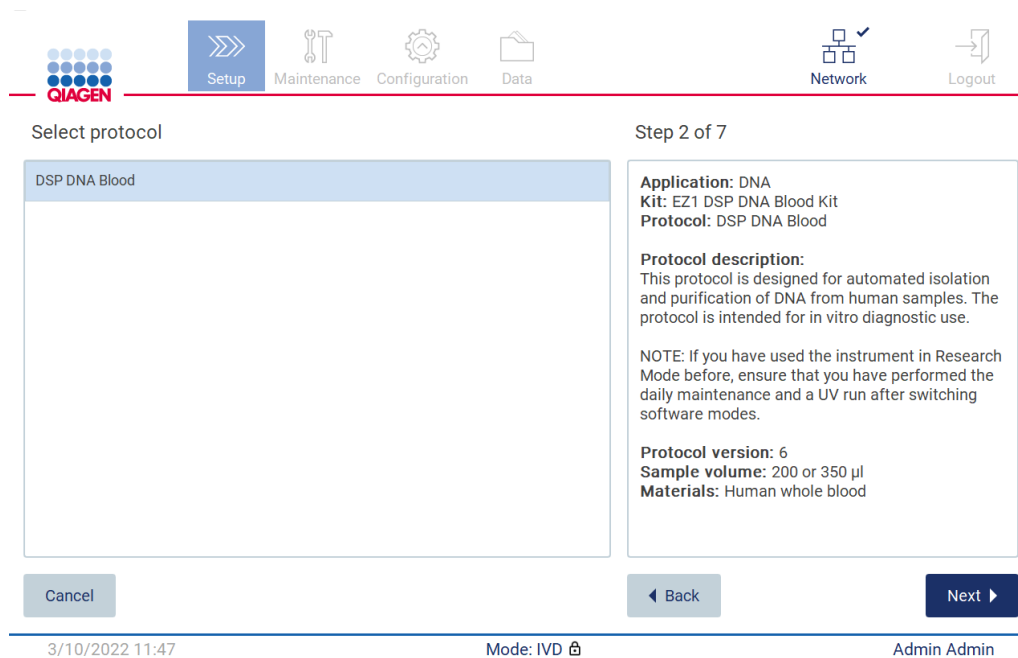 Setup
Maintenance
Configuration
Data
Network
Logout
QIAGEN
Select protocol
Step 2 of 7
DSP DNA Blood
Application: DNA
Kit: EZ1 DSP DNA Blood Kit
Protocol: DSP DNA Blood
Protocol description:
This protocol is designed for automated isolation
and purification of DNA from human samples. The
protocol is intended for in vitro diagnostic use.
NOTE: If you have used the instrument in Research
Mode before, ensure that you have performed the
daily maintenance and a UV run after switching
software modes.
Protocol version: 6
Sample volume: 200 or 350 µl
Materials: Human whole blood
Cancel
Back
Next
3/10/2022 11:47
Mode: IVD
Admin Admin